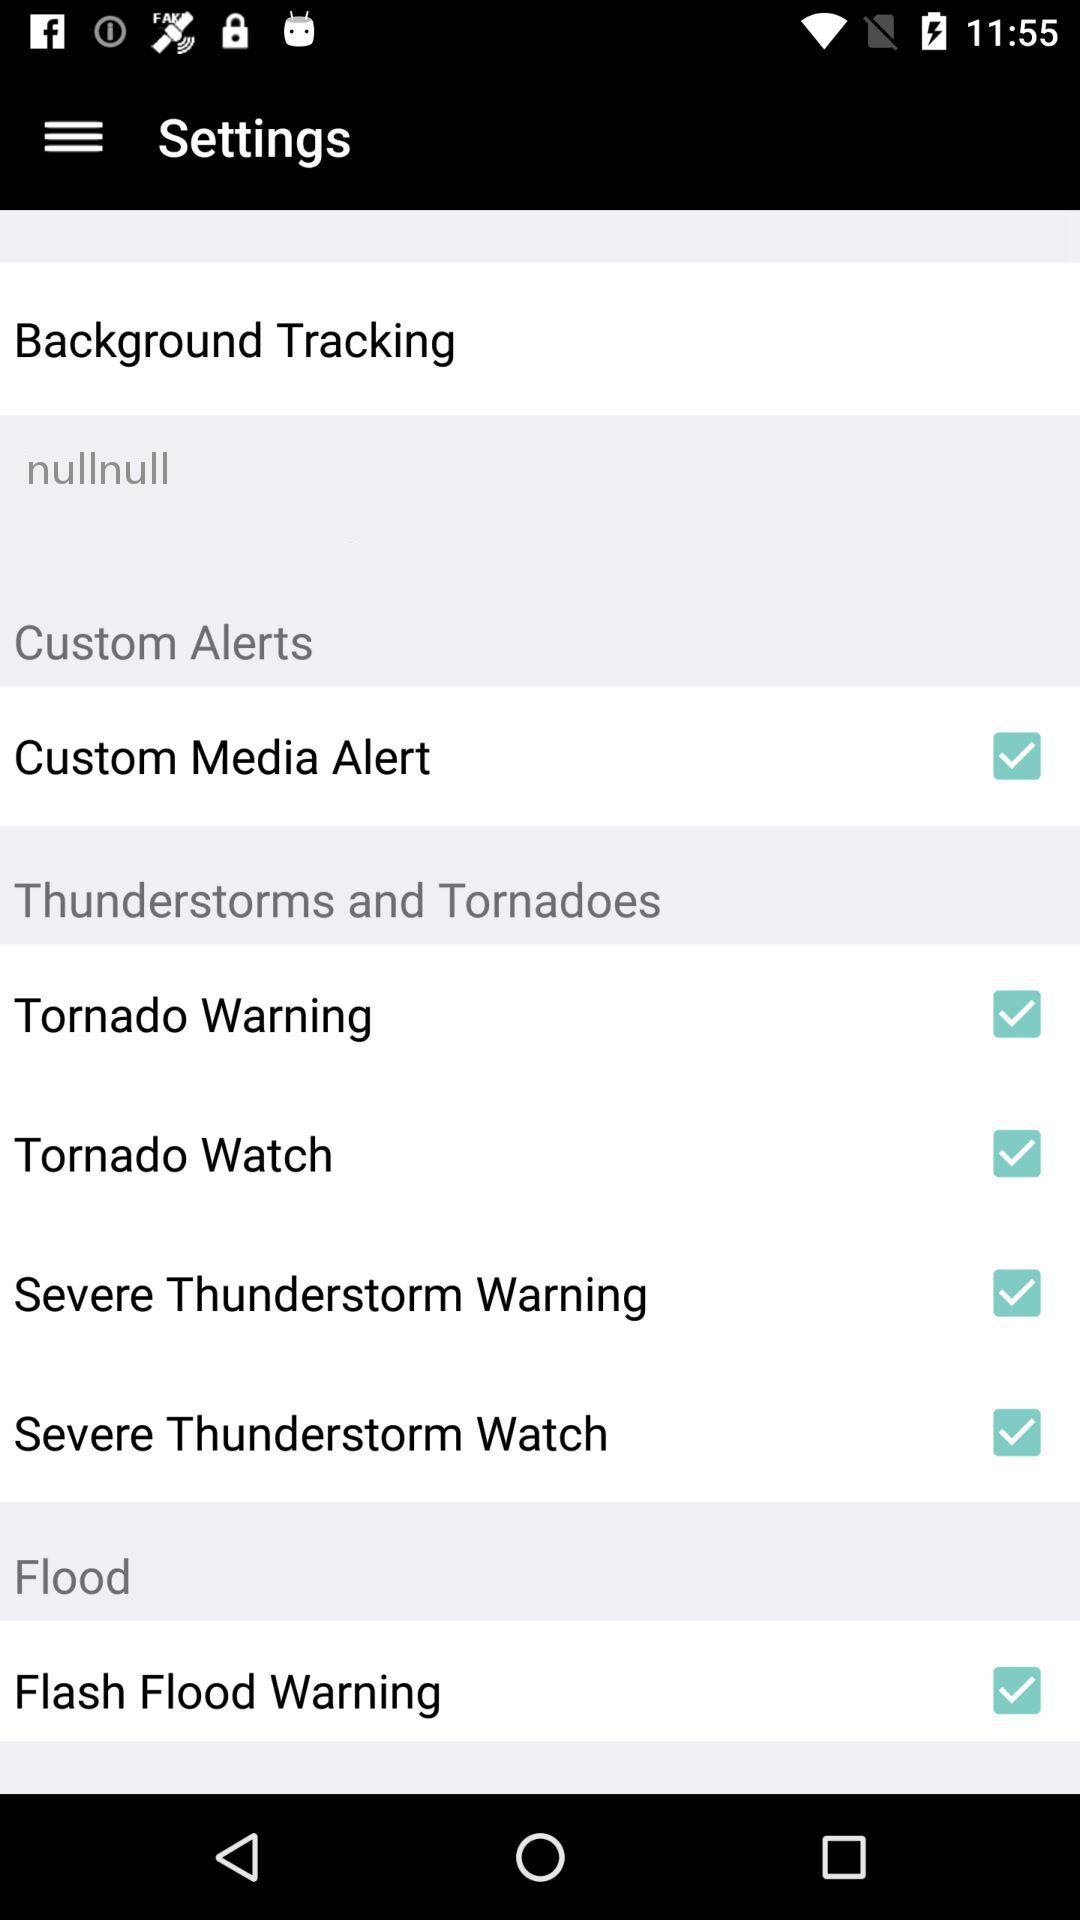 FAKE
11:55
Settings
Background Tracking
nullnull
Custom Alerts
Custom Media Alert
Thunderstorms and Tornadoes
Tornado Warning
Tornado Watch
Severe Thunderstorm Warning
Severe Thunderstorm Watch
Flood
Flash Flood Warning